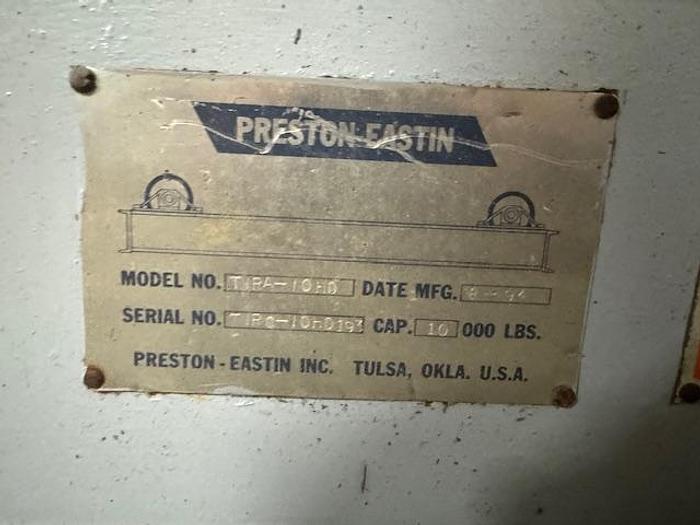 PRESTON-EASTIN
MODEL NO. DATE MFG.
SERIAL NO. CAP. 10 000 LBS.
PRESTON-EASTIN INC. TULSA, OKLA. U.S.A.